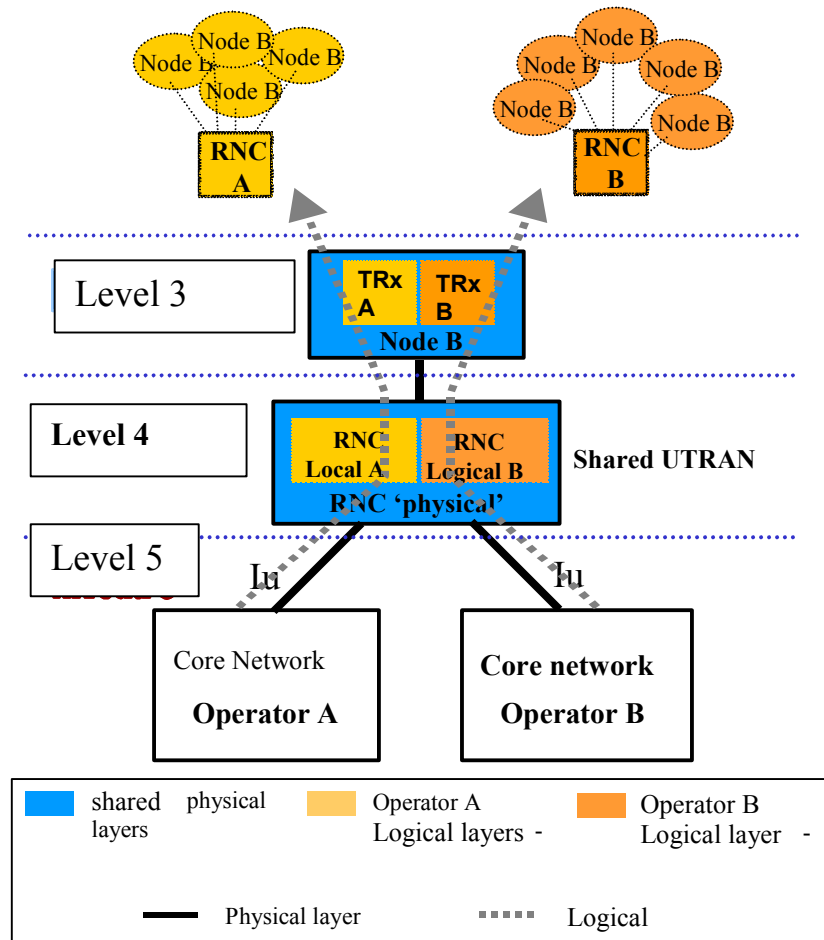 Node B
Node B
Node B
Node B
RNC
A
Node B
Node B
Node B
Node B
Node B
RNC
B
Level 3
TRx
A
TRx
B
Node B
Level 4
RNC
Local A
RNC
Logical B
RNC ‘physical’
Shared UTRAN
Level 5
Iu
Iu
Core Network
Operator A
Core network
Operator B
shared physical
layers
Operator A
Logical layers -
Operator B
Logical layer -
Physical layer
Logical